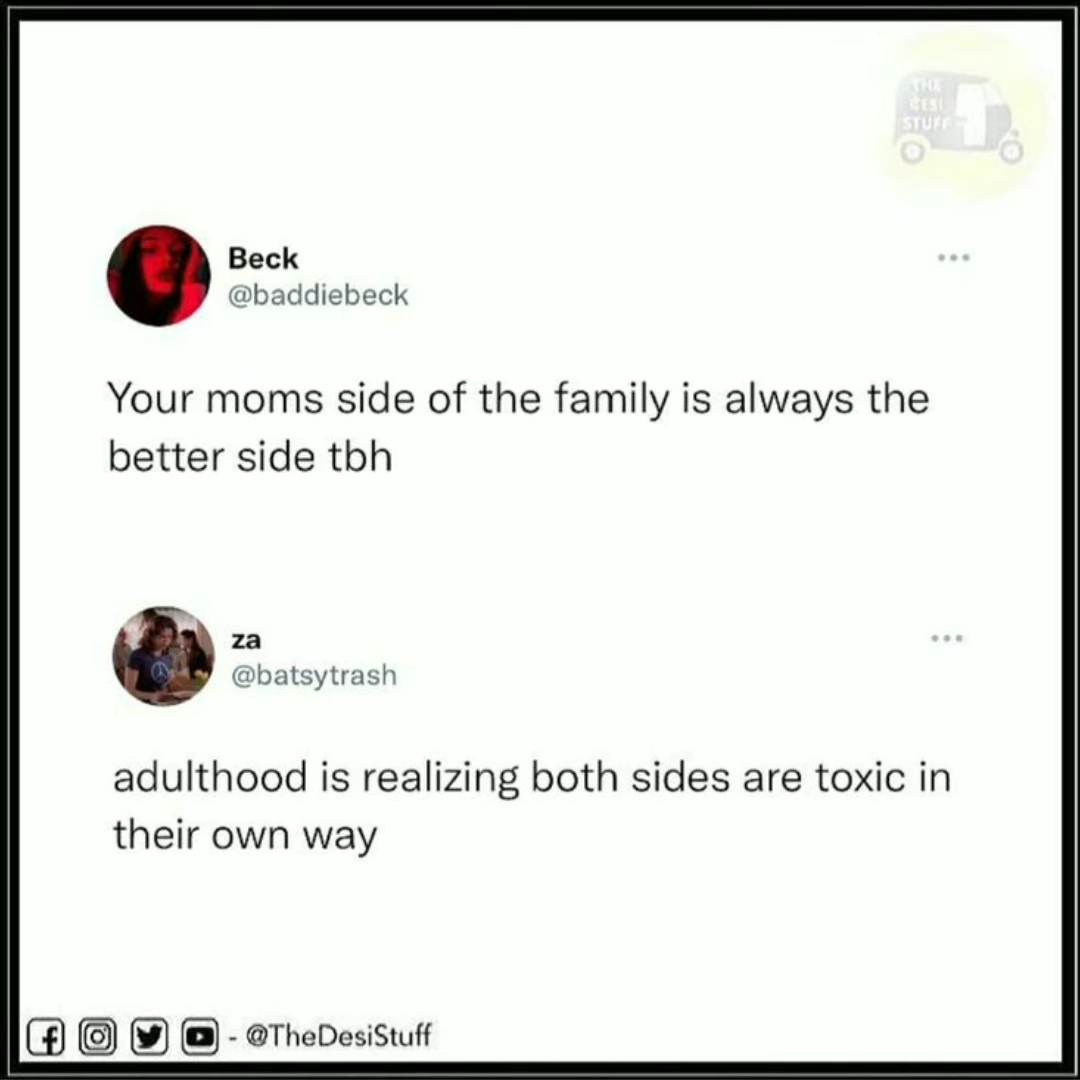 THE
DESI
STUFF
Beck
@baddiebeck
Your moms side of the family is always the
better side tbh
za
@batsytrash
adulthood is realizing both sides are toxic in
their own way
- @TheDesiStuff